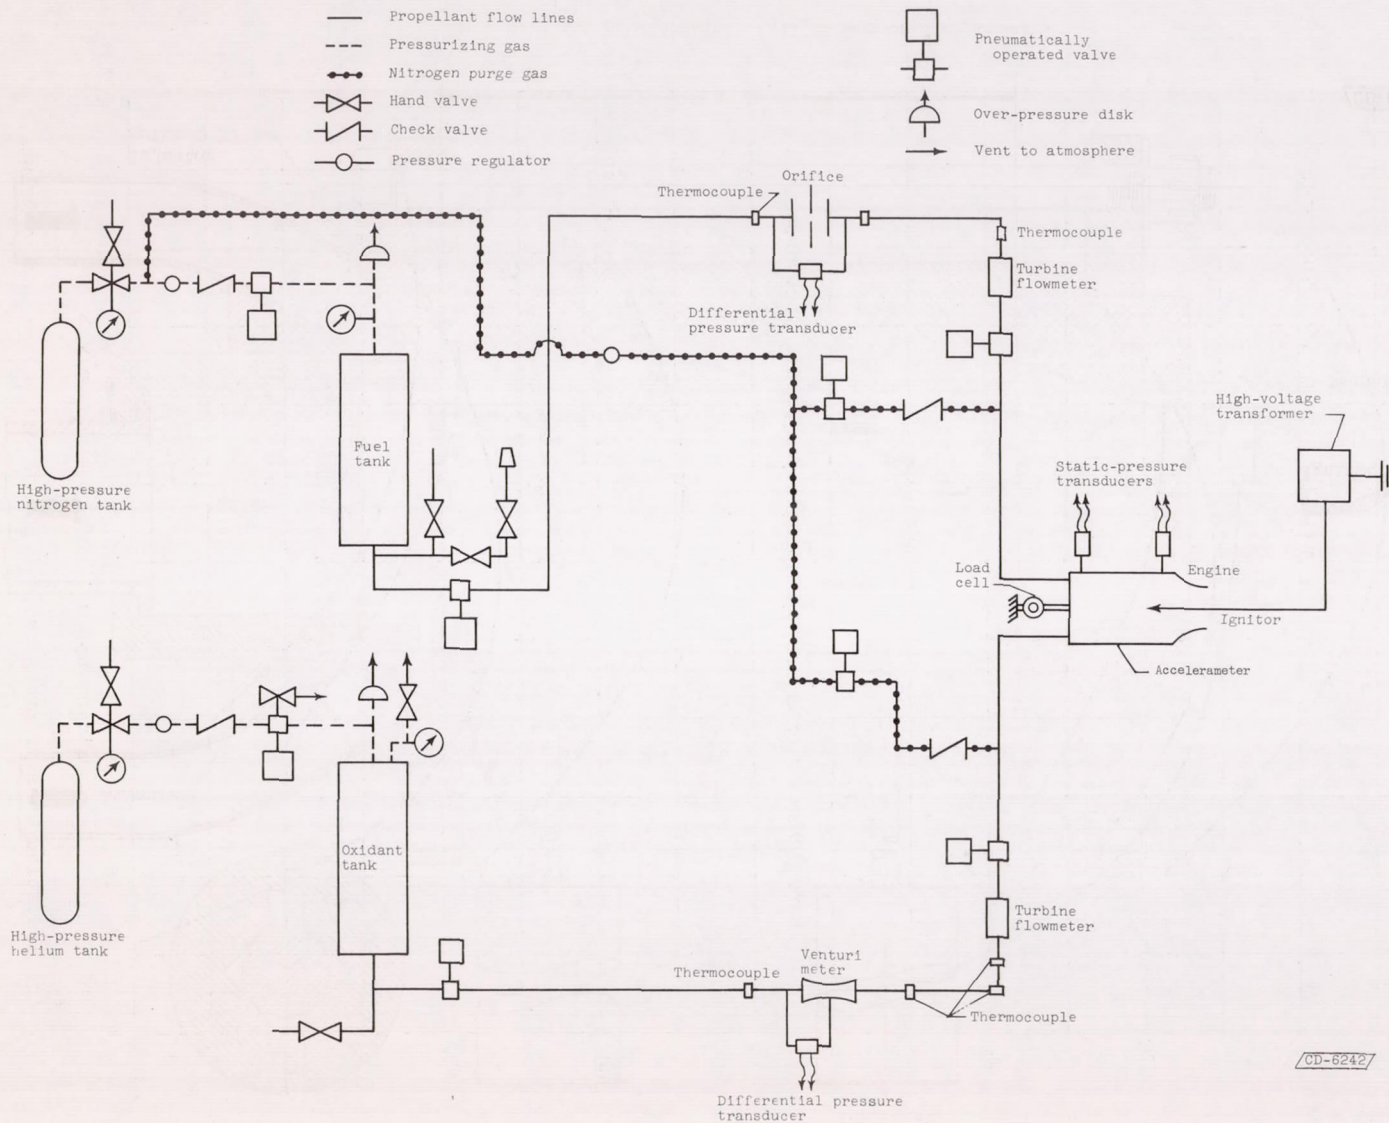 Propellant flow lines
Pressurizing gas
Nitrogen purge gas
Hand valve
Check valve
Pressure regulator
Pneumatically
operated valve
Over-pressure disk
Vent to atmosphere
Orifice
Thermocouple
Thermocouple
Turbine
flowmeter
Differential
pressure transducer
High-voltage
transformer
Fuel
tank
Static-pressure
transducers
High-pressure
nitrogen tank
Load
cell
Engine
Ignitor
Accelerameter
Oxidant
tank
Turbine
flowmeter
High-pressure
helium tank
Venturi
meter
Thermocouple
Thermocouple
CD-6242
Differential pressure
transducer